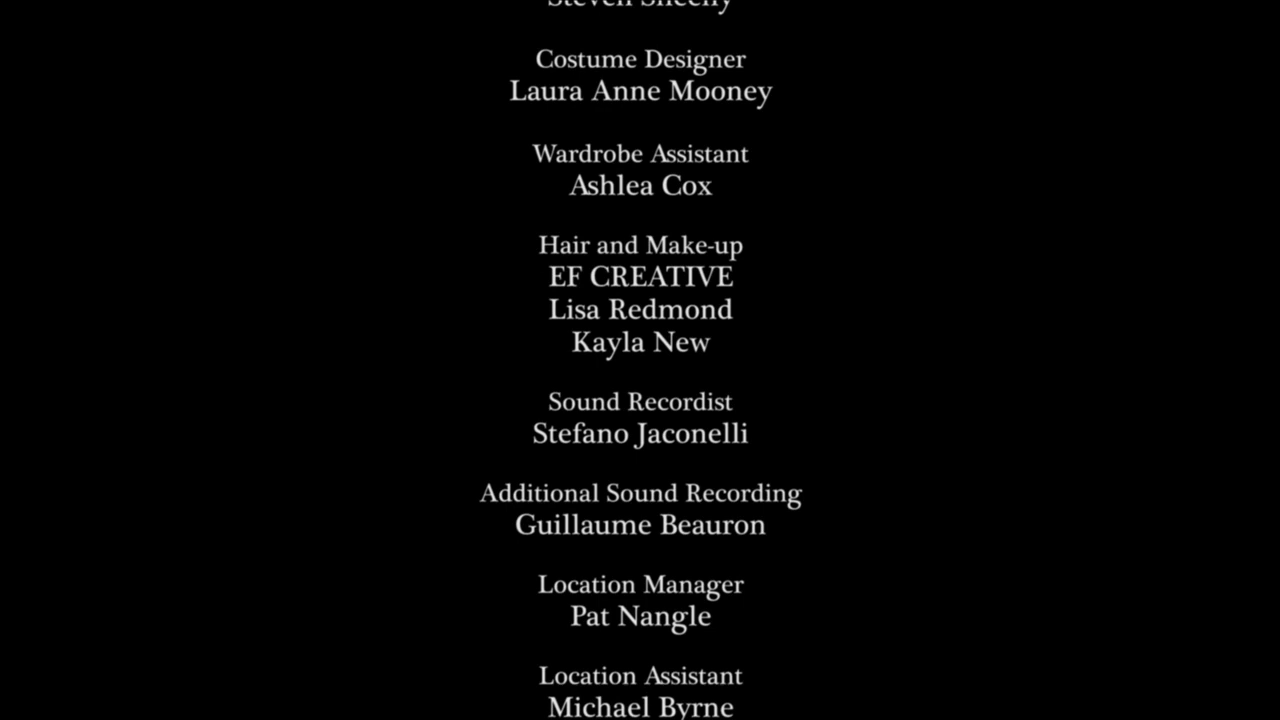 Costume Designer
Laura Anne Mooney
Wardrobe Assistant
Ashlea Cox
Hair and Make-up
EF CREATIVE
Lisa Redmond
Kayla New
Sound Recordist
Stefano Jaconelli
Additional Sound Recording
Guillaume Beauron
Location Manager
Pat Nangle
Location Assistant
Michael Byrne